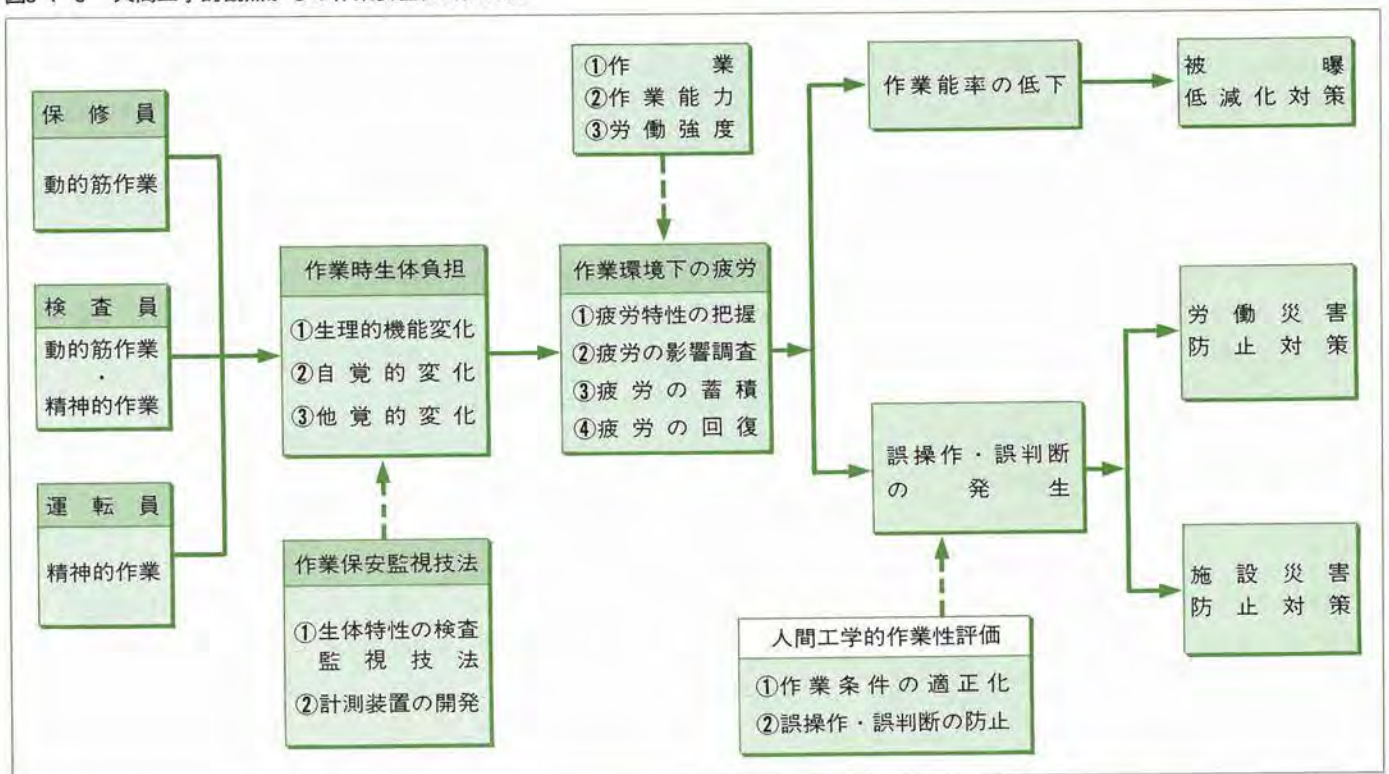 保修員
動的筋作業
検査員
動的筋作業
・
精神的作業
運転員
精神的作業
作業時生体負担
①生理的機能変化
②自覚的変化
③他覚的変化
作業保安監視技法
①生体特性の検査
監視技法
②計測装置の開発
①作業
②作業能力
③労働強度
作業環境下の疲労
①疲労特性の把握
②疲労の影響調査
③疲労の蓄積
④疲労の回復
作業能率の低下
被曝
低減化対策
誤操作・誤判断
の発生
人間工学的作業性評価
①作業条件の適正化
②誤操作・誤判断の防止
労働災害
防止対策
施設災害
防止対策